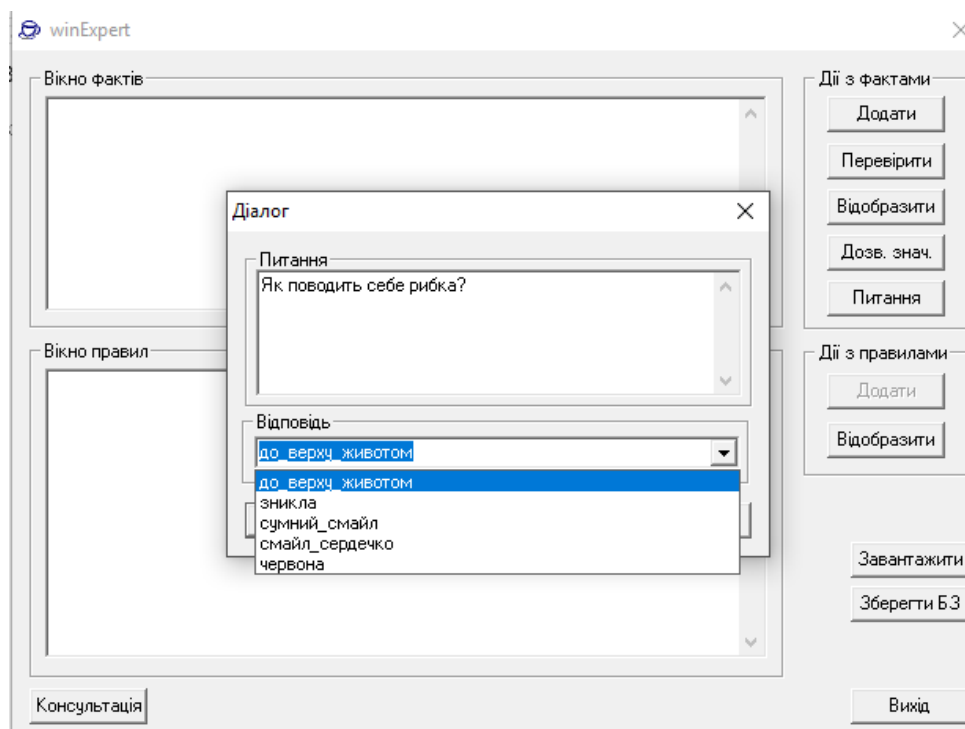 winExpert
Вікно фактів
Дії з фактами
Додати
Перевірити
Відобразити
Дозв. знач.
Питання
Діалог
Питання
Як поводить себе рибка?
Відповідь
до_верху_животом
до_верху_животом
зникла
сумний_смайл
смайл_сердечко
червона
Вікно правил
Дії з правилами
Додати
Відобразити
Завантажити
Зберегти БЗ
Консультація
Вихід